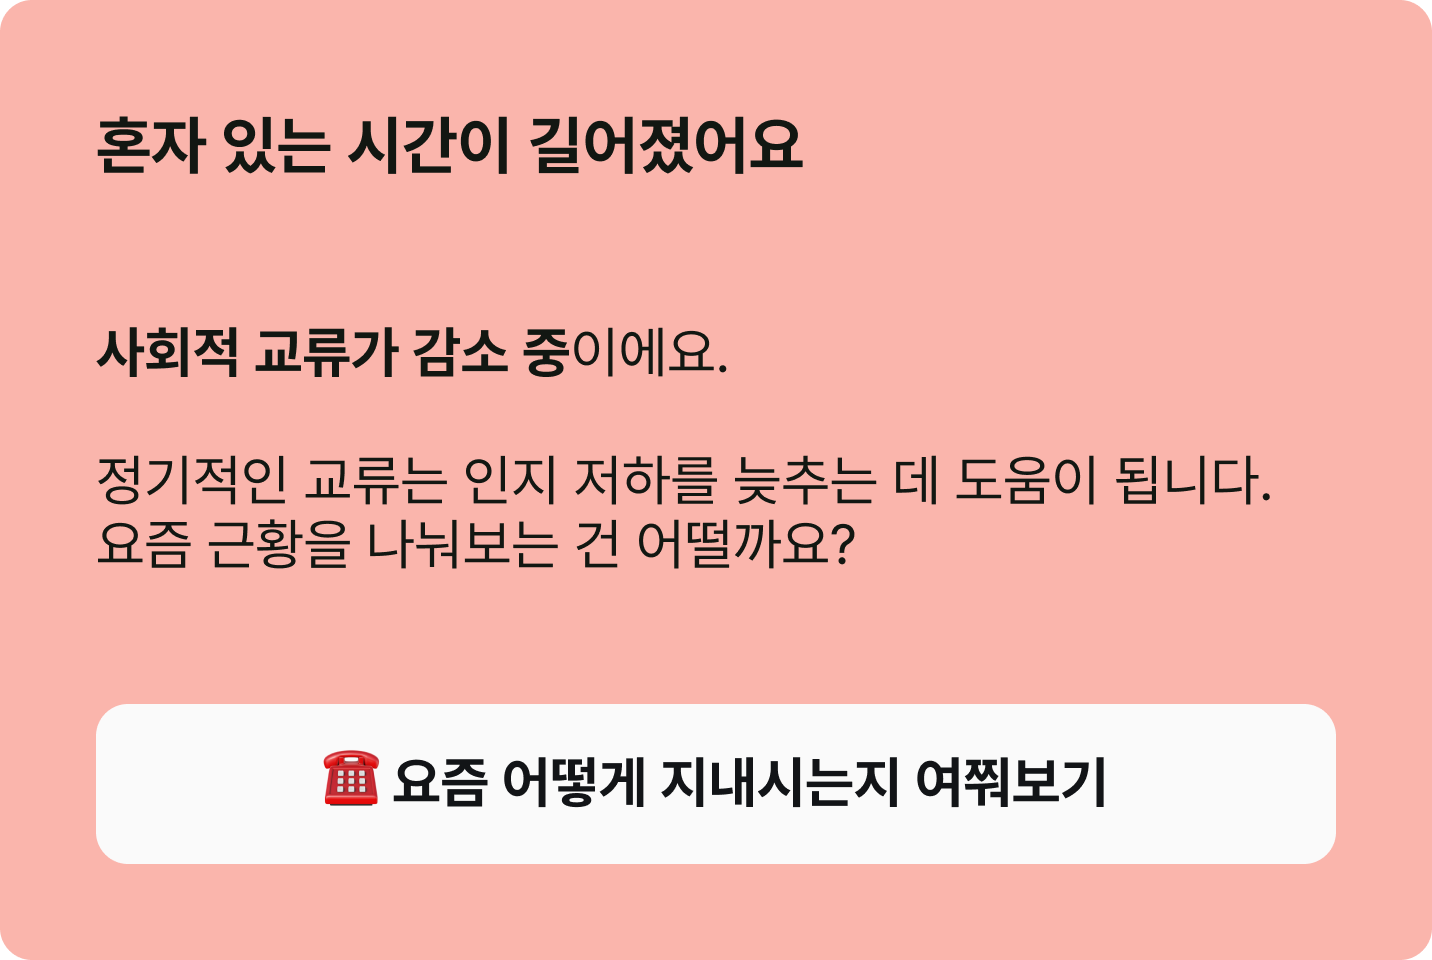 혼자 있는 시간이 길어졌어요
사회적 교류가 감소 중이에요.
정기적인 교류는 인지 저하를 늦추는 데 도움이 됩니다.
요즘 근황을 나눠보는 건 어떨까요?
☎️ 요즘 어떻게 지내시는지 여쭤보기